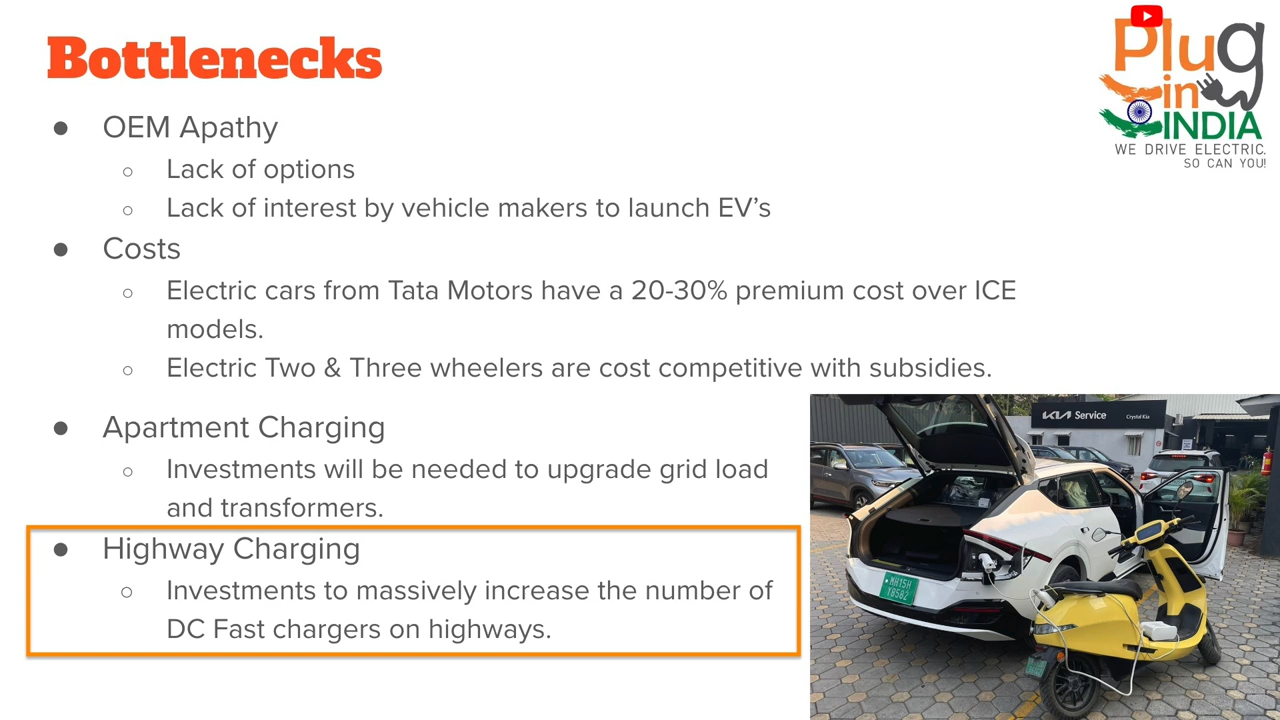 Bottlenecks
Plug
in
INDIA
WE DRIVE ELECTRIC.
SO CAN YOU!
● OEM Apathy
○ Lack of options
○ Lack of interest by vehicle makers to launch EV’s
● Costs
○ Electric cars from Tata Motors have a 20-30% premium cost over ICE
models.
○ Electric Two & Three wheelers are cost competitive with subsidies.
● Apartment Charging
○ Investments will be needed to upgrade grid load
and transformers.
● Highway Charging
○ Investments to massively increase the number of
DC Fast chargers on highways.
KIA Service
Crystal Kia
MH15H